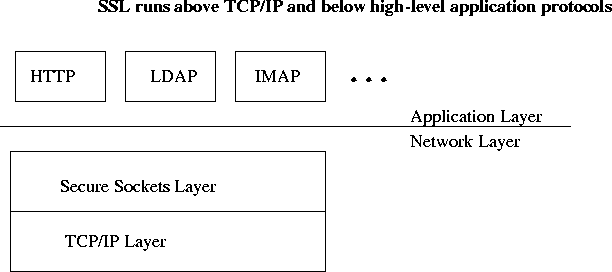 SSL runs above TCP/IP and below high-level application protocols
HTTP LDAP IMAP . . .
Application Layer
Network Layer
Secure Sockets Layer
TCP/IP Layer